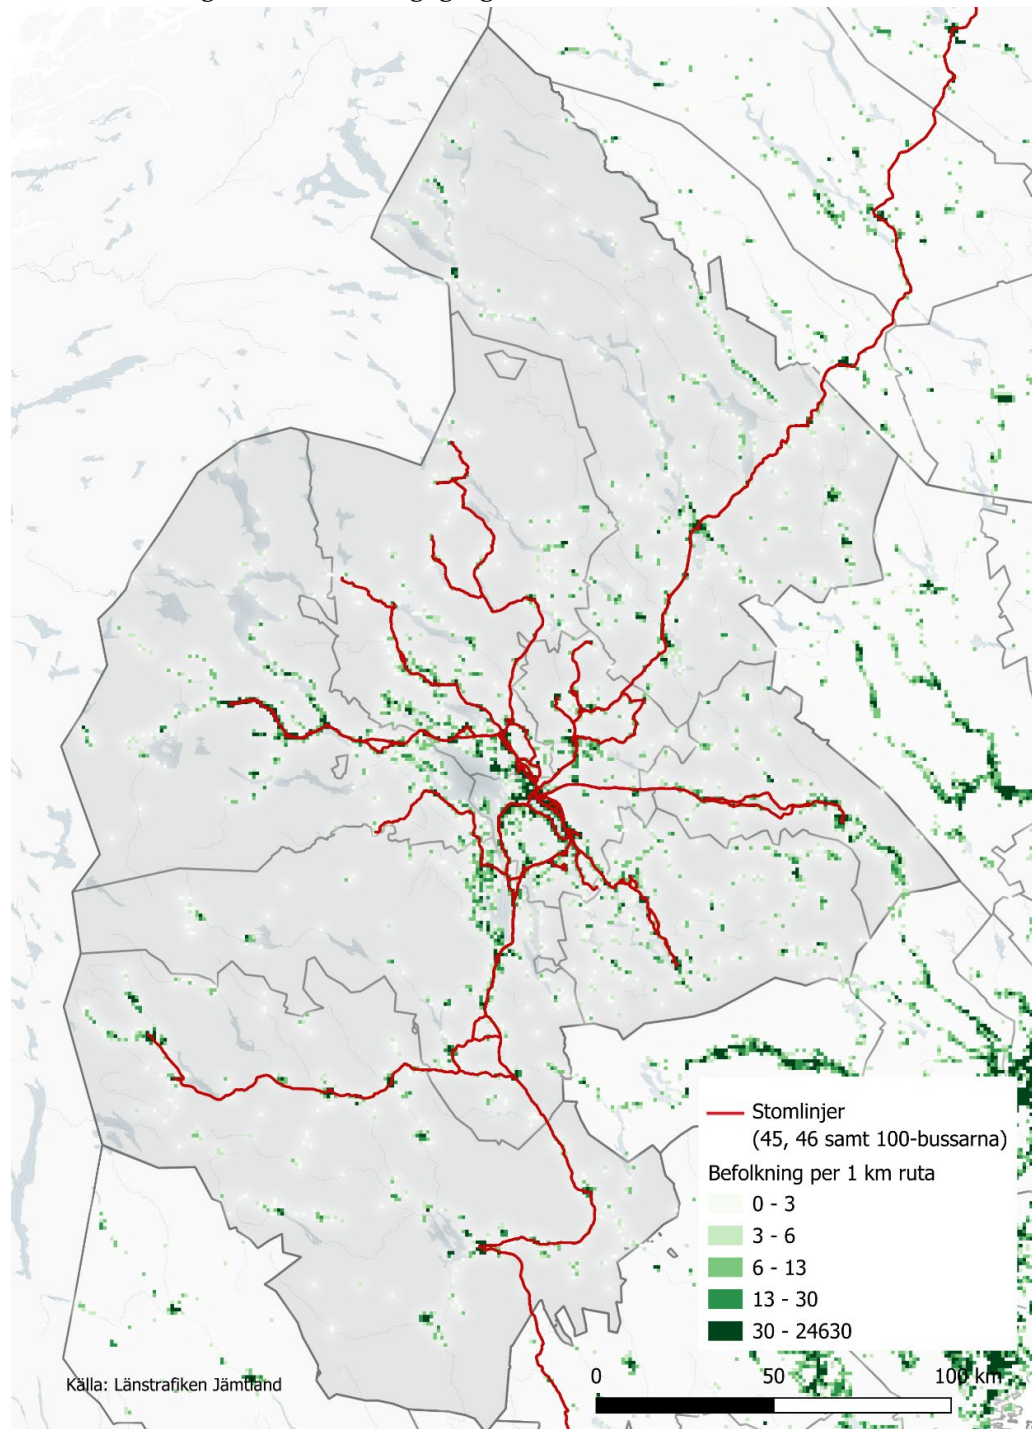 Stomlinjer
(45, 46 samt 100-bussarna)
Befolkning per 1 km ruta
0 - 3
3 - 6
6 - 13
13 - 30
30 - 24630
0 50 100 km
Källa: Länstrafiken Jämtland